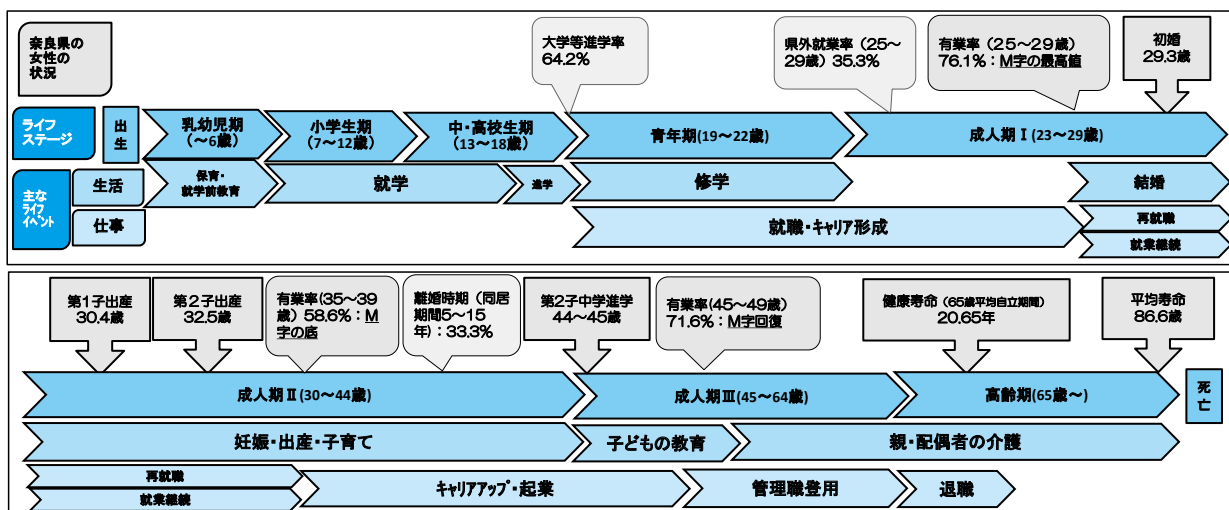 奈良県の
女性の
状況
大学等進学率
64.2%
県外就業率（25～
29歳）35.3%
有業率（25～29歳）
76.1%：M字の最高値
初婚
29.3歳
ライフ
ステージ
出
生
乳幼児期
(～6歳)
小学生期
(7～12歳)
中・高校生期
(13～18歳)
青年期(19～22歳)
成人期Ⅰ(23～29歳)
主な
ライフ
イベント
生活
保育・
就学前教育
就学
進学
修学
結婚
仕事
就職・キャリア形成
再就職
就業継続
第1子出産
30.4歳
第2子出産
32.5歳
有業率(35～39
歳) 58.6%：M
字の底
離婚時期（同居
期間5～15
年）：33.3%
第2子中学進学
44～45歳
有業率(45～49歳)
71.6%：M字回復
健康寿命（65歳平均自立期間）
20.65年
平均寿命
86.6歳
成人期Ⅱ(30～44歳)
成人期Ⅲ(45～64歳)
高齢期(65歳～)
死
亡
妊娠・出産・子育て
子どもの教育
親・配偶者の介護
再就職
就業継続
キャリアアップ・起業
管理職登用
退職